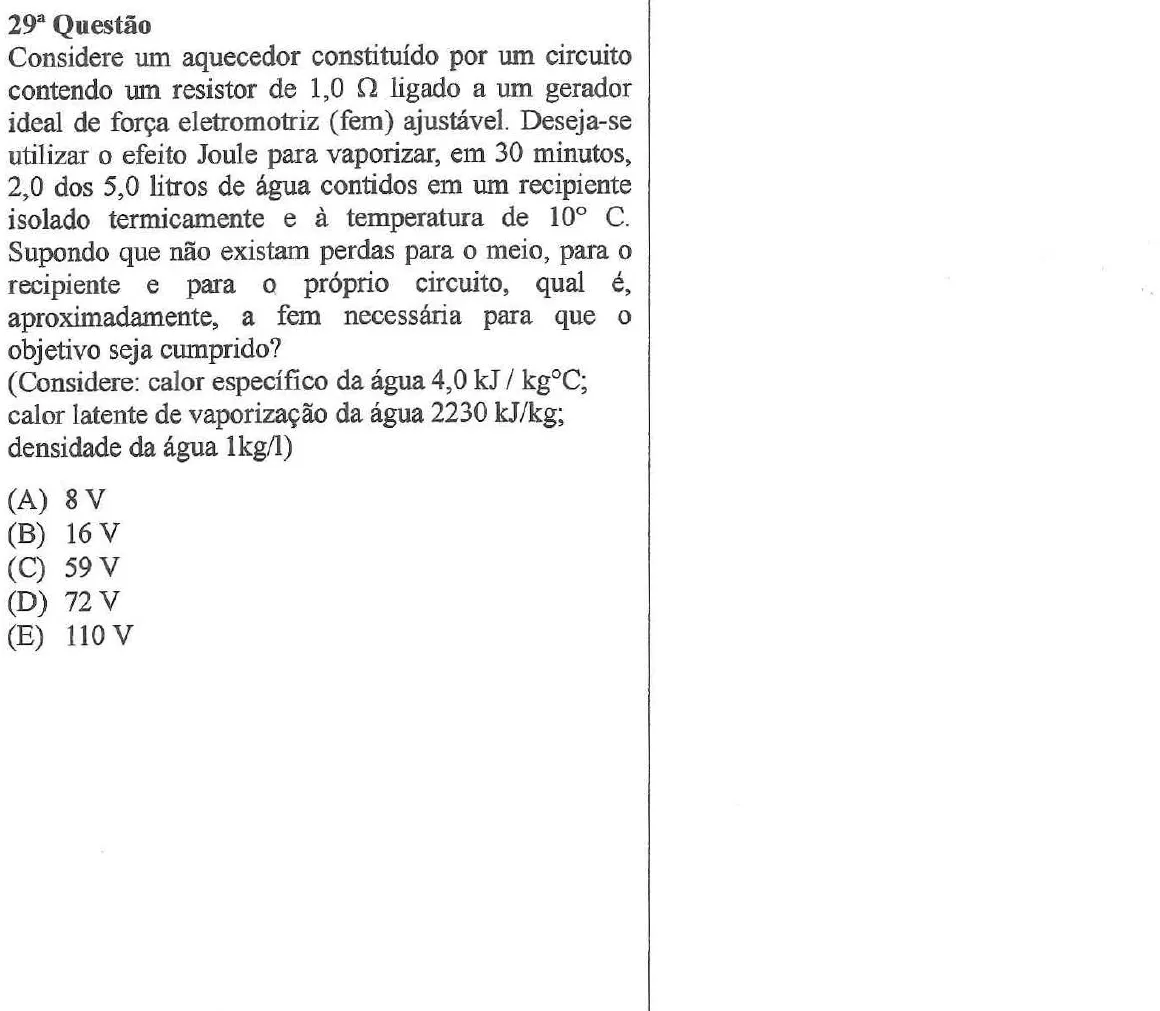 29ª Questão
Considere um aquecedor constituído por um circuito
contendo um resistor de 1,0 Ω ligado a um gerador
ideal de força eletromotriz (fem) ajustável. Deseja-se
utilizar o efeito Joule para vaporizar, em 30 minutos,
2,0 dos 5,0 litros de água contidos em um recipiente
isolado termicamente e à temperatura de 10° C.
Supondo que não existam perdas para o meio, para o
recipiente e para o próprio circuito, qual é,
aproximadamente, a fem necessária para que o
objetivo seja cumprido?
(Considere: calor específico da água 4,0 kJ / kg°C;
calor latente de vaporização da água 2230 kJ/kg;
densidade da água 1kg/l)
(A) 8 V
(B) 16 V
(C) 59 V
(D) 72 V
(E) 110 V